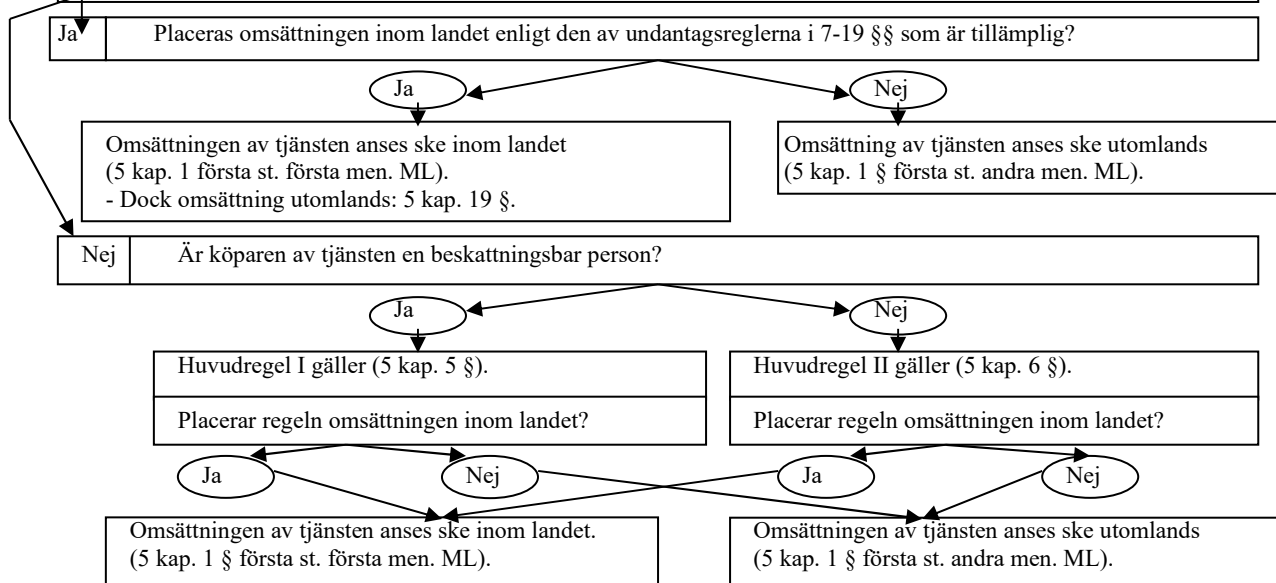 Ja Placeras omsättningen inom landet enligt den av undantagsreglerna i 7-19 §§ som är tillämplig?
Ja
Nej
Omsättningen av tjänsten anses ske inom landet
(5 kap. 1 första st. första men. ML).
- Dock omsättning utomlands: 5 kap. 19 §.
Omsättning av tjänsten anses ske utomlands
(5 kap. 1 § första st. andra men. ML).
Nej Är köparen av tjänsten en beskattningsbar person?
Ja
Nej
Huvudregel I gäller (5 kap. 5 §).
Placerar regeln omsättningen inom landet?
Huvudregel II gäller (5 kap. 6 §).
Placerar regeln omsättningen inom landet?
Ja
Nej
Ja
Nej
Omsättningen av tjänsten anses ske inom landet.
(5 kap. 1 § första st. första men. ML).
Omsättningen av tjänsten anses ske utomlands
(5 kap. 1 § första st. andra men. ML).